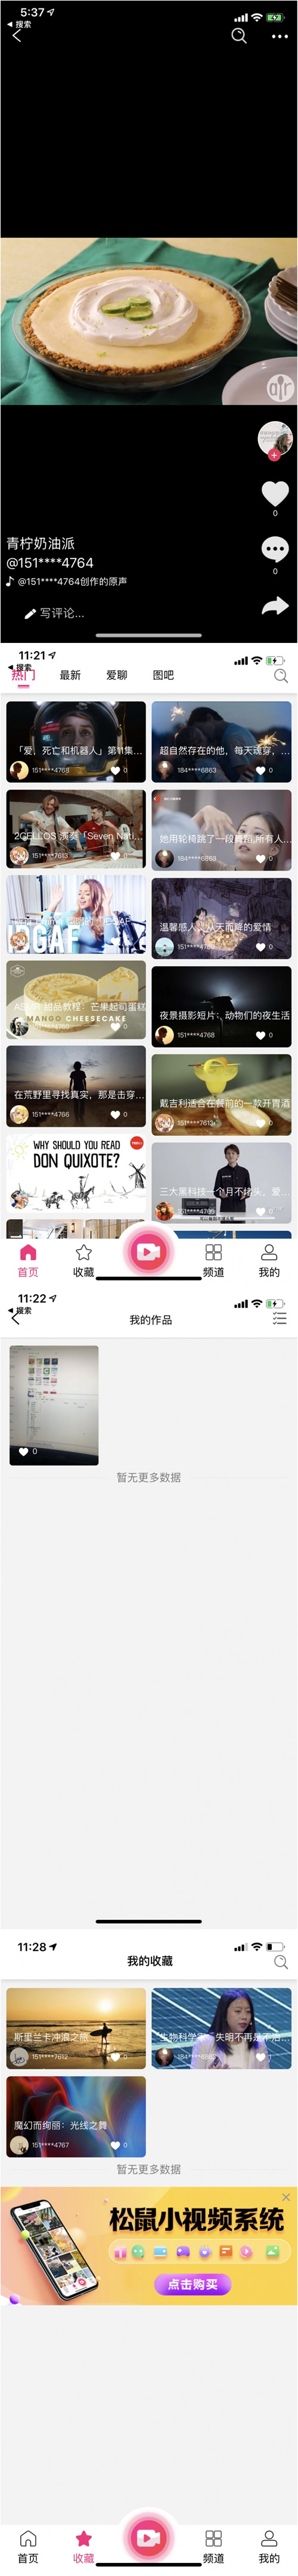 5:37
◀ 搜索
青柠奶油派
@151****4764
@151****4764创作的原声
写评论...
0
0
11:21
◀ 搜索
热门 最新 爱聊 图吧
「爱，死亡和机器人」第1集...
151****4768 0
超自然存在的他，每天魂穿，...
184****6863 0
2CELLOS 演奏「Seven Nati...
151****7613 0
她用轮椅跳了一段舞蹈,所有人...
184****6863 0
IDGAF
温馨感人，从天而降的爱情
0
甜品教程：芒果起司蛋糕
MANGO CHEESECAKE
0
夜景摄影短片：动物们的夜生活
151****4768 0
在荒野里寻找真实，那是击穿...
151****4766 0
戴吉利适合在餐前的一款开胃酒
151****7613 0
WHY SHOULD YOU READ
DON QUIXOTE?
三大黑科技一个月不抬头，爱...
151****4765 0
首页 收藏 频道 我的
11:22
◀ 搜索
我的作品
0
暂无更多数据
11:28
我的收藏
斯里兰卡冲浪之旅
151****7612 0
生物科学家：失明不再是不治...
184****6863 1
魔幻而绚丽：光线之舞
151****4767 0
暂无更多数据
松鼠小视频系统
点击购买
首页 收藏 频道 我的